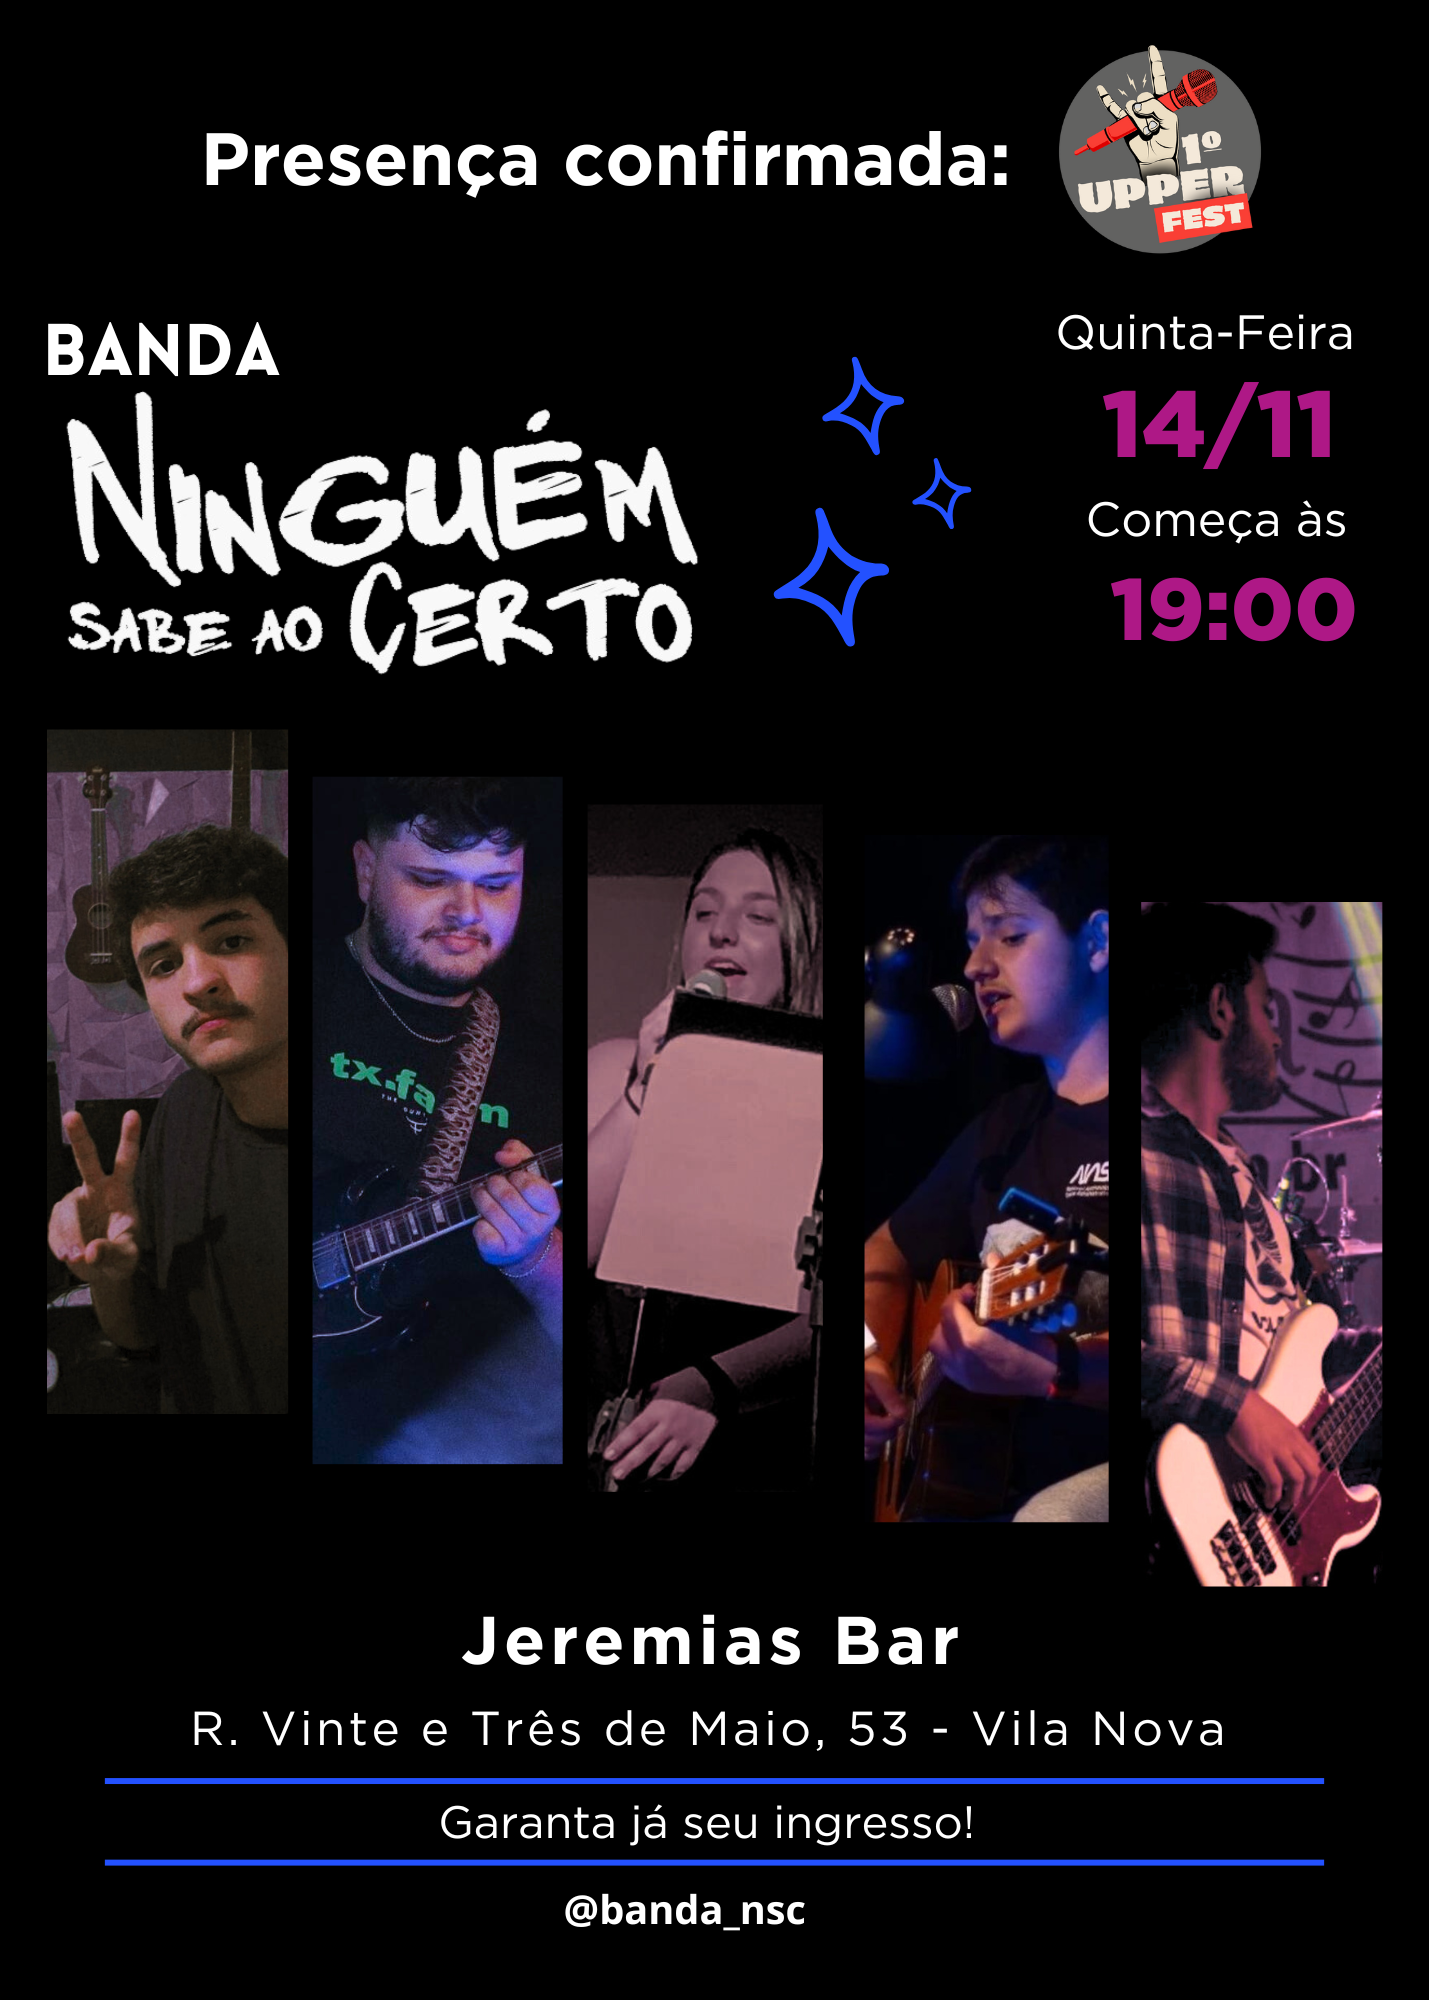 Presença confirmada:
1º
UPPER
FEST
BANDA
NINGUÉM
SABE AO CERTO
Quinta-Feira
14/11
Começa às
19:00
Jeremias Bar
R. Vinte e Três de Maio, 53 - Vila Nova
Garanta já seu ingresso!
@banda_nsc